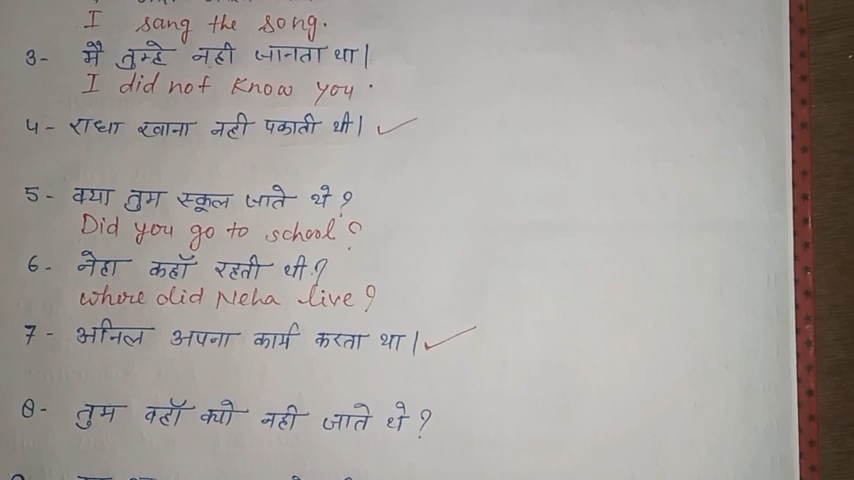 I sang the song.
3- मै तुम्हे नही जानता था|
I did not know you.
4- राधा खाना नही पकाती थी|
5- क्या तुम स्कूल जाते थे ?
Did you go to school ?
6- नेहा कहाँ रहती थी ?
where did Neha live ?
7- अनिल अपना कार्य करता था|
8- तुम वहाँ क्यो नही जाते थे ?